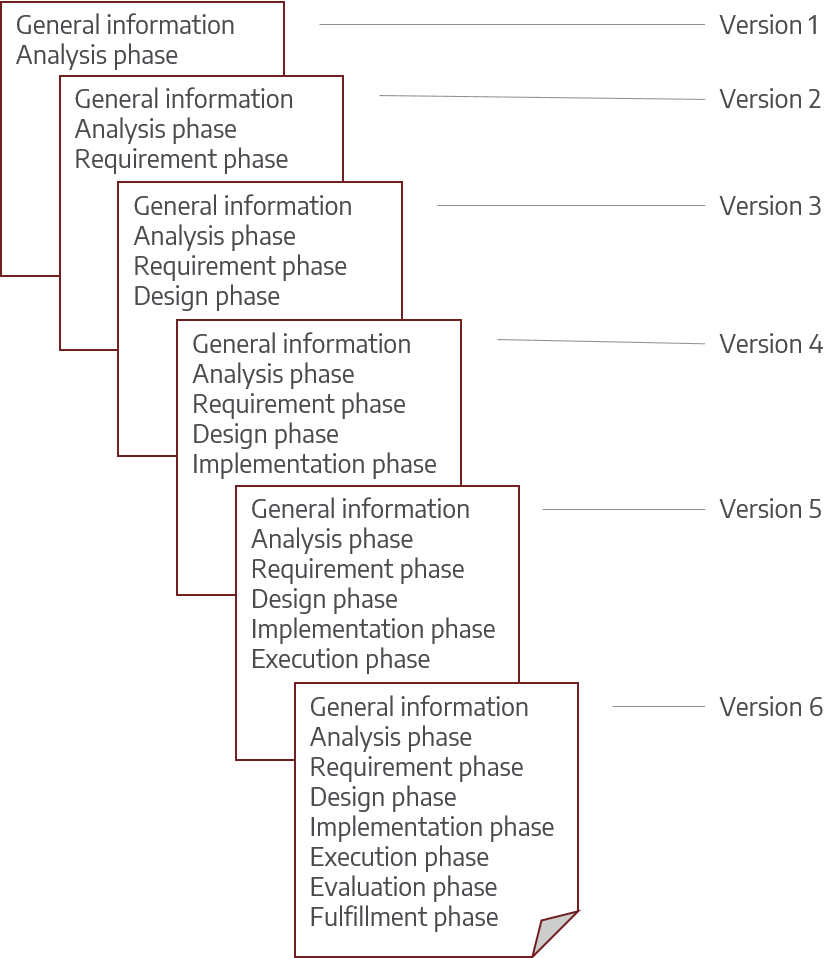 General information
Analysis phase
Version 1
General information
Analysis phase
Requirement phase
Version 2
General information
Analysis phase
Requirement phase
Design phase
Version 3
General information
Analysis phase
Requirement phase
Design phase
Implementation phase
Version 4
General information
Analysis phase
Requirement phase
Design phase
Implementation phase
Execution phase
Version 5
General information
Analysis phase
Requirement phase
Design phase
Implementation phase
Execution phase
Evaluation phase
Fulfillment phase
Version 6